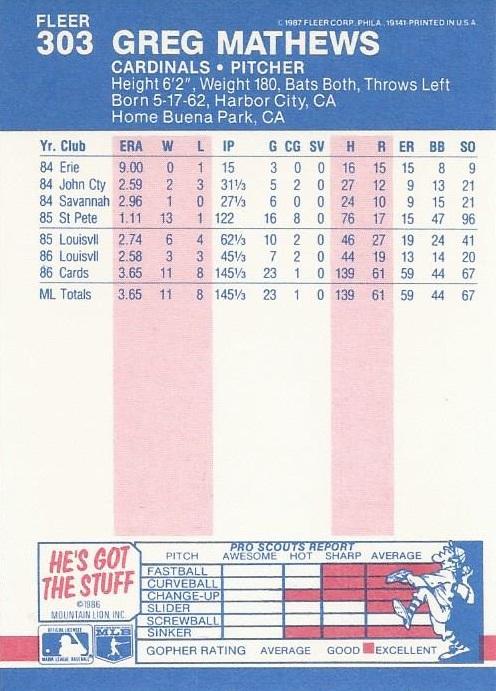 FLEER © 1987 FLEER CORP. PHILA. 19141-PRINTED IN U.S.A.
303 GREG MATHEWS
CARDINALS • PITCHER
Height 6'2", Weight 180, Bats Both, Throws Left
Born 5-17-62, Harbor City, CA
Home Buena Park, CA
Yr. Club ERA W L IP G CG SV H R ER BB SO
84 Erie 9.00 0 1 15 3 0 0 16 15 15 8 9
84 John Cty 2.59 2 3 31⅓ 5 2 0 27 12 9 13 21
84 Savannah 2.96 1 0 27⅓ 6 0 0 24 10 9 15 21
85 St Pete 1.11 13 1 122 16 8 0 76 17 15 47 96
85 Louisvll 2.74 6 4 62⅓ 10 2 0 46 27 19 24 41
86 Louisvll 2.58 3 3 45⅓ 7 2 0 44 19 13 14 20
86 Cards 3.65 11 8 145⅓ 23 1 0 139 61 59 44 67
ML Totals 3.65 11 8 145⅓ 23 1 0 139 61 59 44 67
HE'S GOT
THE STUFF
©1986
MOUNTAIN LION, INC.
OFFICIAL LICENSEE
MAJOR LEAGUE BASEBALL
MLB
PRO SCOUTS REPORT
PITCH AWESOME HOT SHARP AVERAGE
FASTBALL
CURVEBALL
CHANGE-UP
SLIDER
SCREWBALL
SINKER
GOPHER RATING AVERAGE GOOD EXCELLENT